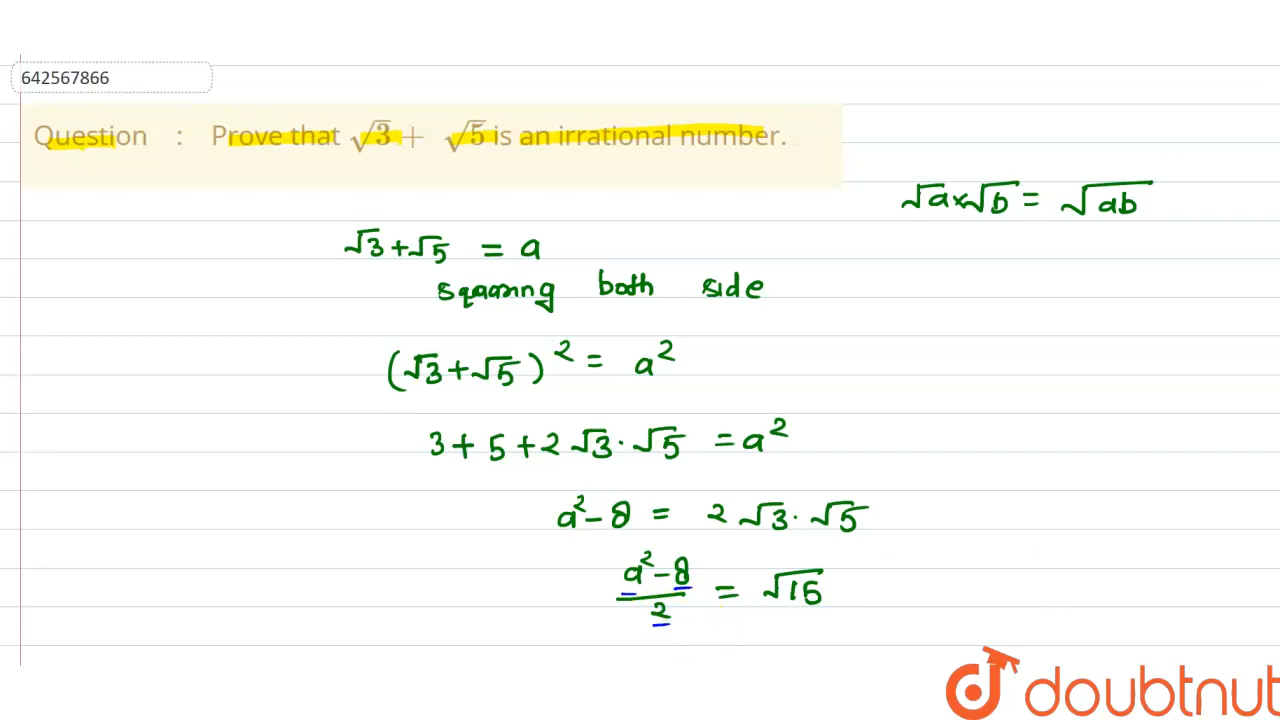 642567866
Question : Prove that √3 + √5 is an irrational number.
√a × √b = √ab
√3 + √5 = a
squaring both side
(√3 + √5)² = a²
3 + 5 + 2√3 · √5 = a²
a² − 8 = 2√3 · √5
(a² − 8)/2 = √15
doubtnut